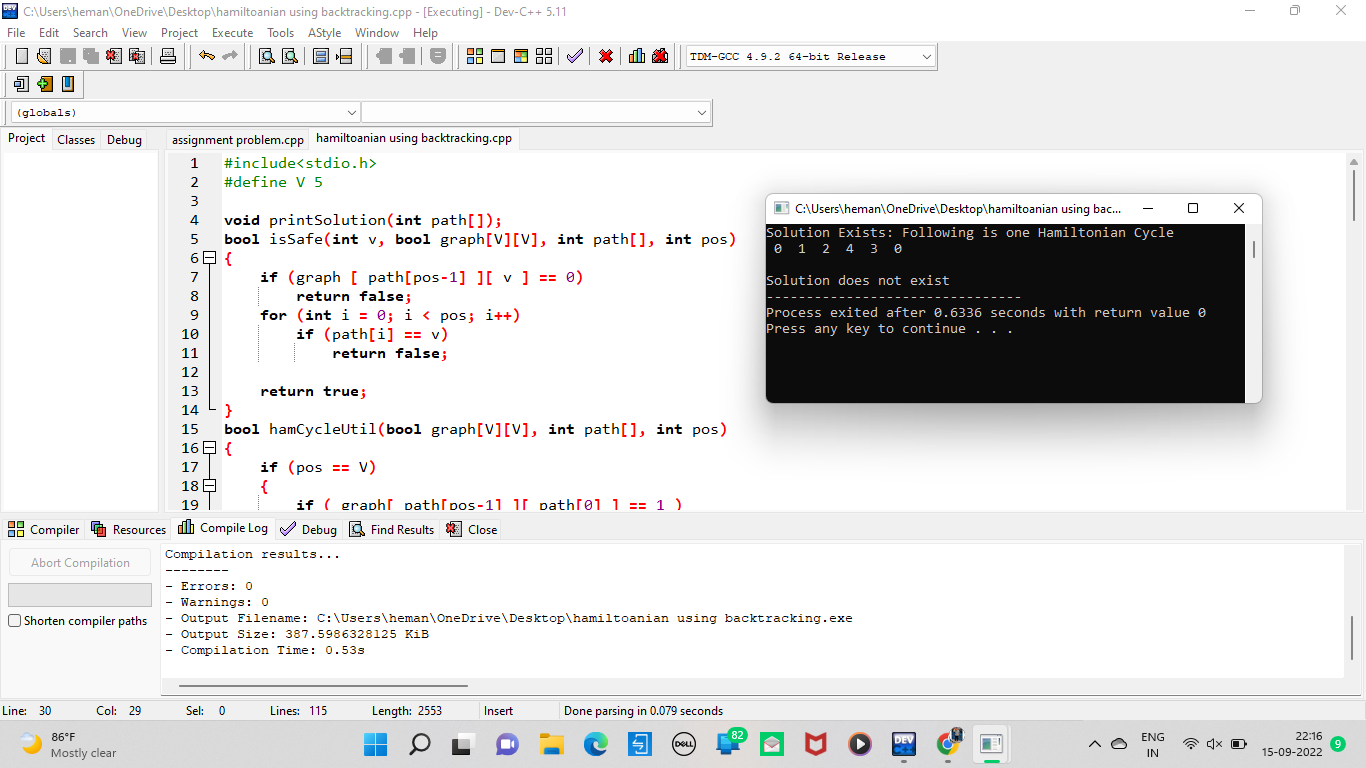 C:\Users\heman\OneDrive\Desktop\hamiltoanian using backtracking.cpp - [Executing] - Dev-C++ 5.11
File Edit Search View Project Execute Tools AStyle Window Help
TDM-GCC 4.9.2 64-bit Release
(globals)
Project Classes Debug
assignment problem.cpp hamiltoanian using backtracking.cpp
1 #include<stdio.h>
2 #define V 5
3
4 void printSolution(int path[]);
5 bool isSafe(int v, bool graph[V][V], int path[], int pos)
6 {
7 if (graph [ path[pos-1] ][ v ] == 0)
8 return false;
9 for (int i = 0; i < pos; i++)
10 if (path[i] == v)
11 return false;
12
13 return true;
14 }
15 bool hamCycleUtil(bool graph[V][V], int path[], int pos)
16 {
17 if (pos == V)
18 {
19 if ( graph[ path[pos-1] ][ path[0] ] == 1 )
C:\Users\heman\OneDrive\Desktop\hamiltoanian using bac...
Solution Exists: Following is one Hamiltonian Cycle
0 1 2 4 3 0
Solution does not exist
--------------------------------
Process exited after 0.6336 seconds with return value 0
Press any key to continue . . .
Compiler Resources Compile Log Debug Find Results Close
Abort Compilation
Shorten compiler paths
Compilation results...
--------
- Errors: 0
- Warnings: 0
- Output Filename: C:\Users\heman\OneDrive\Desktop\hamiltoanian using backtracking.exe
- Output Size: 387.5986328125 KiB
- Compilation Time: 0.53s
Line: 30 Col: 29 Sel: 0 Lines: 115 Length: 2553 Insert Done parsing in 0.079 seconds
86°F
Mostly clear
DELL
82
DEV
ENG
IN
22:16
15-09-2022
9